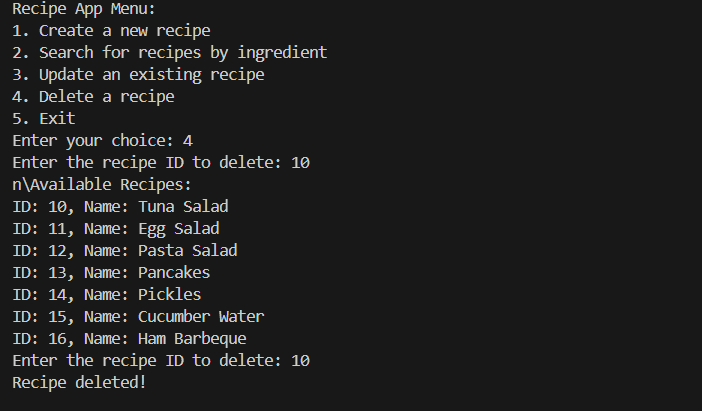 Recipe App Menu:
1. Create a new recipe
2. Search for recipes by ingredient
3. Update an existing recipe
4. Delete a recipe
5. Exit
Enter your choice: 4
Enter the recipe ID to delete: 10
n\Available Recipes:
ID: 10, Name: Tuna Salad
ID: 11, Name: Egg Salad
ID: 12, Name: Pasta Salad
ID: 13, Name: Pancakes
ID: 14, Name: Pickles
ID: 15, Name: Cucumber Water
ID: 16, Name: Ham Barbeque
Enter the recipe ID to delete: 10
Recipe deleted!